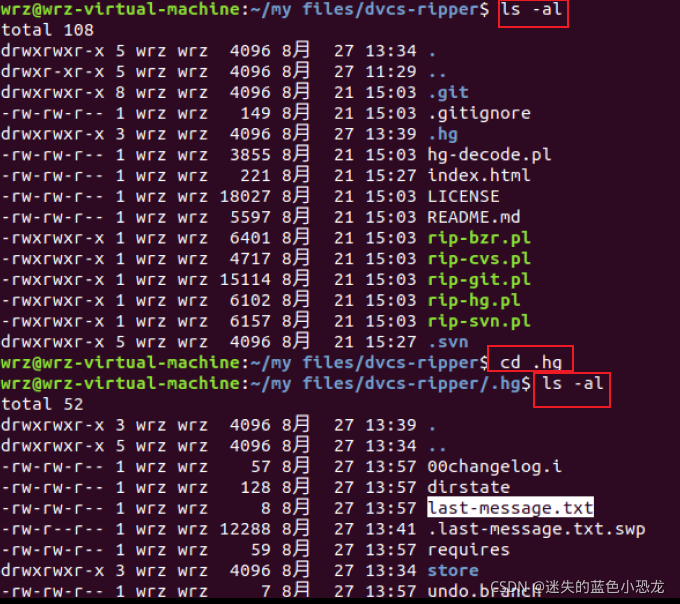 wrz@wrz-virtual-machine:~/my files/dvcs-ripper$ ls -al
total 108
drwxrwxr-x 5 wrz wrz  4096 8月  27 13:34 .
drwxr-xr-x 5 wrz wrz  4096 8月  27 11:29 ..
drwxrwxr-x 8 wrz wrz  4096 8月  21 15:03 .git
-rw-rw-r-- 1 wrz wrz   149 8月  21 15:03 .gitignore
drwxrwxr-x 3 wrz wrz  4096 8月  27 13:39 .hg
-rw-rw-r-- 1 wrz wrz  3855 8月  21 15:03 hg-decode.pl
-rw-rw-r-- 1 wrz wrz   221 8月  21 15:27 index.html
-rw-rw-r-- 1 wrz wrz 18027 8月  21 15:03 LICENSE
-rw-rw-r-- 1 wrz wrz  5597 8月  21 15:03 README.md
-rwxrwxr-x 1 wrz wrz  6401 8月  21 15:03 rip-bzr.pl
-rwxrwxr-x 1 wrz wrz  4717 8月  21 15:03 rip-cvs.pl
-rwxrwxr-x 1 wrz wrz 15114 8月  21 15:03 rip-git.pl
-rwxrwxr-x 1 wrz wrz  6102 8月  21 15:03 rip-hg.pl
-rwxrwxr-x 1 wrz wrz  6157 8月  21 15:03 rip-svn.pl
drwxrwxr-x 5 wrz wrz  4096 8月  21 15:27 .svn
wrz@wrz-virtual-machine:~/my files/dvcs-ripper$ cd .hg
wrz@wrz-virtual-machine:~/my files/dvcs-ripper/.hg$ ls -al
total 52
drwxrwxr-x 3 wrz wrz  4096 8月  27 13:39 .
drwxrwxr-x 5 wrz wrz  4096 8月  27 13:34 ..
-rw-rw-r-- 1 wrz wrz    57 8月  27 13:57 00changelog.i
-rw-rw-r-- 1 wrz wrz   128 8月  27 13:57 dirstate
-rw-rw-r-- 1 wrz wrz     8 8月  27 13:57 last-message.txt
-rw-r--r-- 1 wrz wrz 12288 8月  27 13:41 .last-message.txt.swp
-rw-rw-r-- 1 wrz wrz    59 8月  27 13:57 requires
drwxrwxr-x 3 wrz wrz  4096 8月  27 13:34 store
-rw-rw-r-- 1 wrz wrz     7 8月  27 13:57 undo.branch
CSDN @迷失的蓝色小恐龙